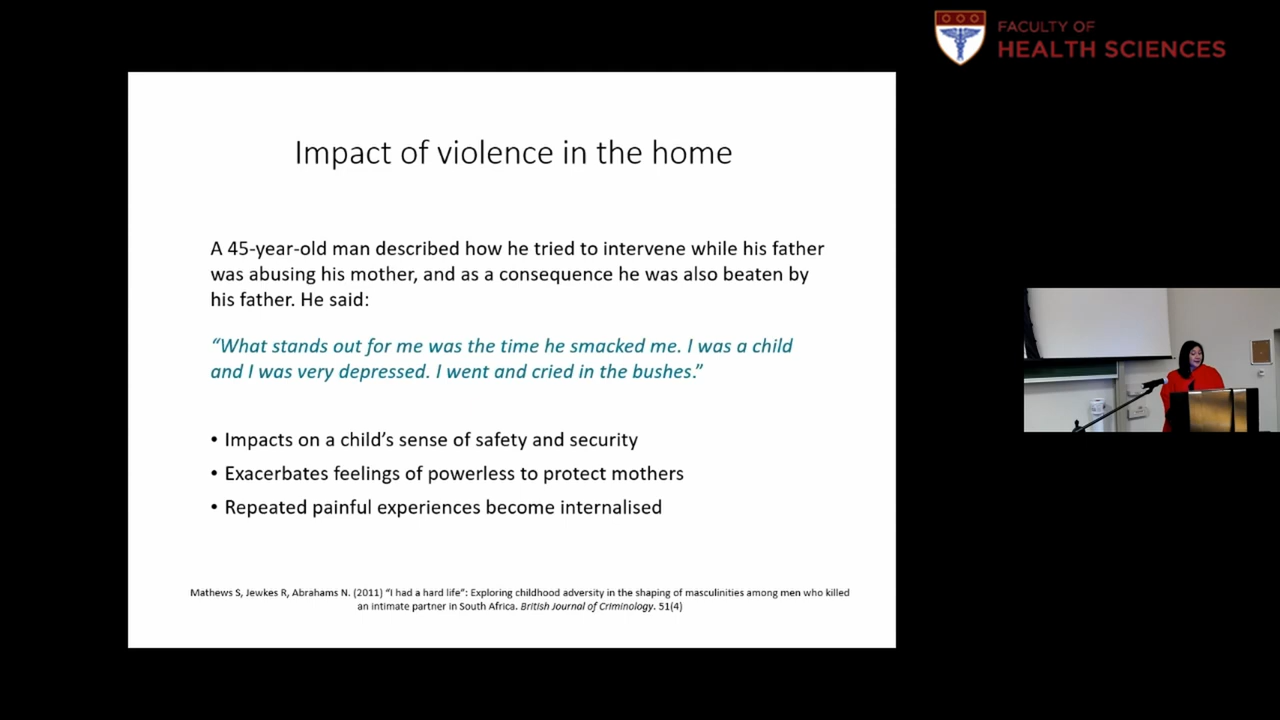 FACULTY OF
HEALTH SCIENCES
Impact of violence in the home
A 45-year-old man described how he tried to intervene while his father
was abusing his mother, and as a consequence he was also beaten by
his father. He said:
“What stands out for me was the time he smacked me. I was a child
and I was very depressed. I went and cried in the bushes.”
• Impacts on a child’s sense of safety and security
• Exacerbates feelings of powerless to protect mothers
• Repeated painful experiences become internalised
Mathews S, Jewkes R, Abrahams N. (2011) “I had a hard life”: Exploring childhood adversity in the shaping of masculinities among men who killed
an intimate partner in South Africa. British Journal of Criminology. 51(4)